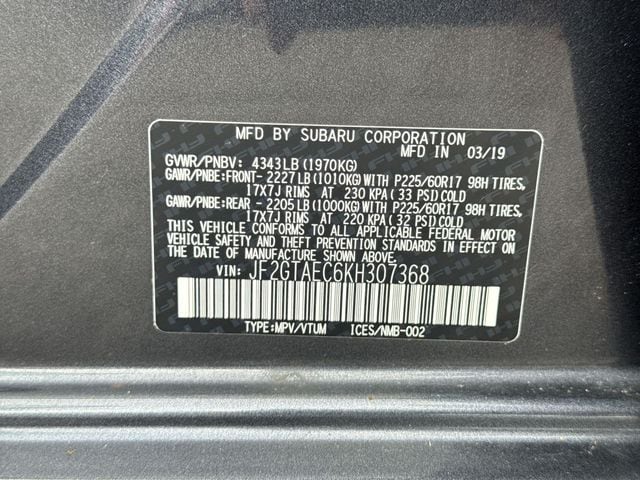 MFD BY SUBARU CORPORATION
GVWR/PNBV: 4343LB (1970KG) MFD IN 03/19
GAWR/PNBE:FRONT- 2227LB (1010KG) WITH P225/60R17 98H TIRES,
17X7J RIMS AT 230 KPA (33 PSI) COLD
GAWR/PNBE:REAR - 2205LB (1000KG) WITH P225/60R17 98H TIRES,
17X7J RIMS AT 220 KPA (32 PSI) COLD
THIS VEHICLE CONFORMS TO ALL APPLICABLE FEDERAL MOTOR
VEHICLE SAFETY AND THEFT PREVENTION STANDARDS IN EFFECT ON
THE DATE OF MANUFACTURE SHOWN ABOVE.
VIN: JF2GTAEC6KH307368
TYPE:MPV/VTUM ICES/NMB-002